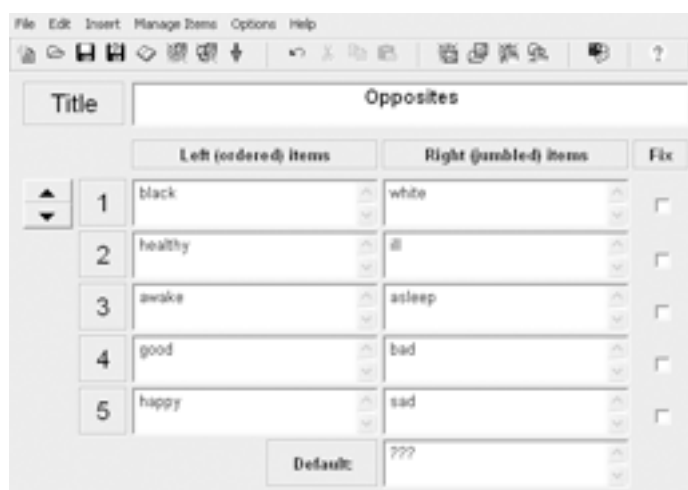 File Edit Insert Manage Items Options Help
?
Title Opposites
Left (ordered) items Right (jumbled) items Fix
1 black white
2 healthy ill
3 awake asleep
4 good bad
5 happy sad
Default: ???